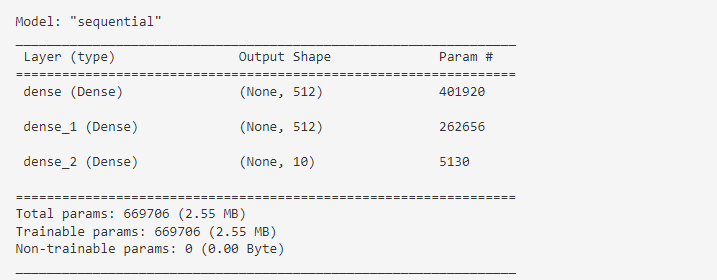 Model: "sequential"
_________________________________________________________________
Layer (type)                Output Shape              Param #
=================================================================
dense (Dense)               (None, 512)               401920
dense_1 (Dense)             (None, 512)               262656
dense_2 (Dense)             (None, 10)                5130
=================================================================
Total params: 669706 (2.55 MB)
Trainable params: 669706 (2.55 MB)
Non-trainable params: 0 (0.00 Byte)
_________________________________________________________________